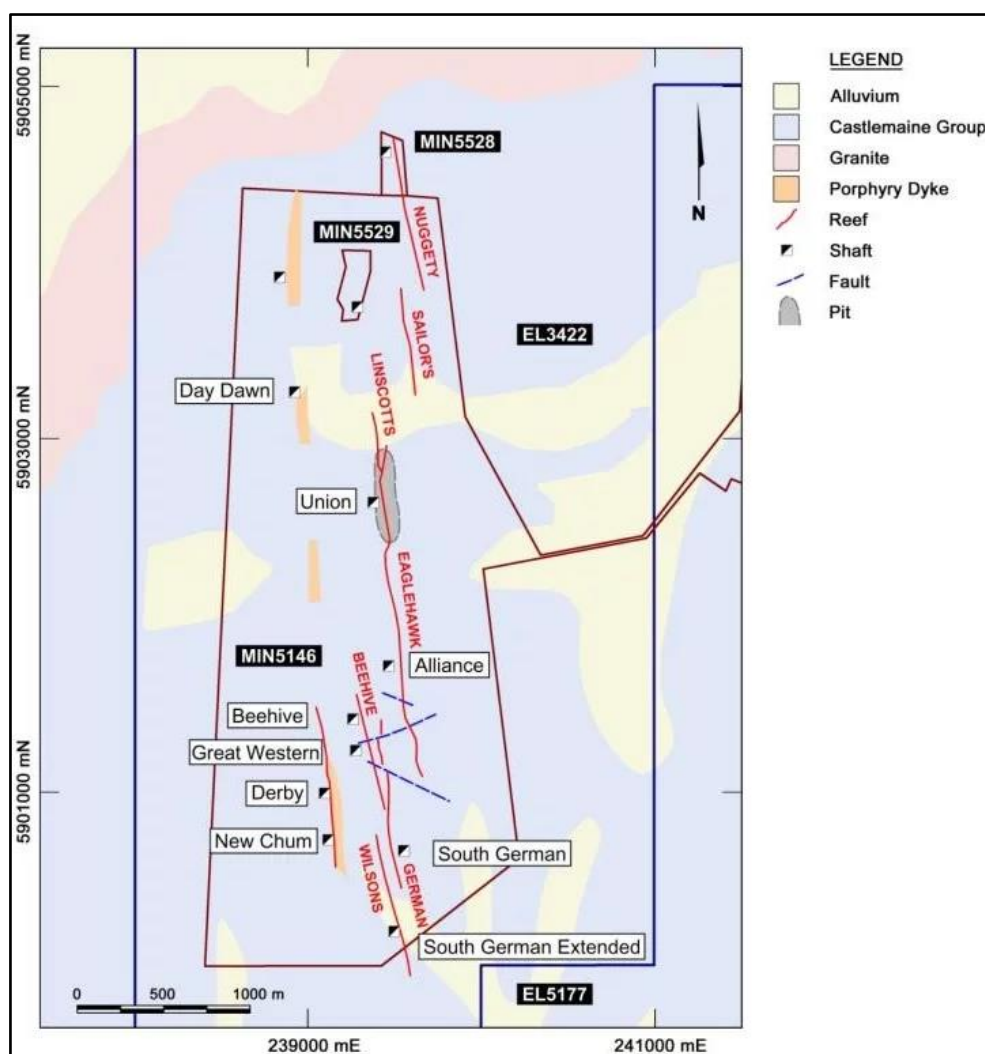 5905000 mN
5903000 mN
5901000 mN
239000 mE
241000 mE
MIN5528
NUGGETY
MIN5529
SAILOR'S
EL3422
LINSCOTTS
Day Dawn
Union
EAGLEHAWK
MIN5146
BEEHIVE
Alliance
Beehive
Great Western
Derby
New Chum
WILSONS
GERMAN
South German
South German Extended
EL5177
N
0 500 1000 m
LEGEND
Alluvium
Castlemaine Group
Granite
Porphyry Dyke
Reef
Shaft
Fault
Pit